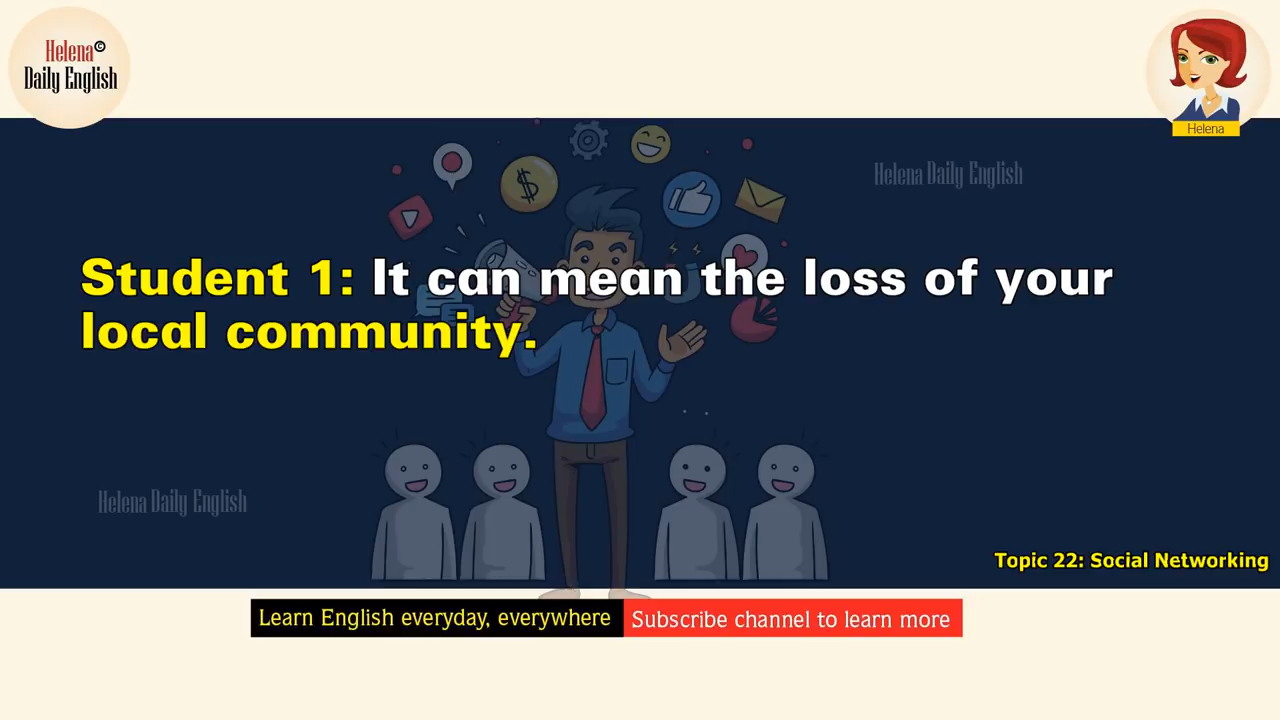 Helena©
Daily English
Helena
Helena Daily English
Student 1: It can mean the loss of your
local community.
Helena Daily English
Topic 22: Social Networking
Learn English everyday, everywhere
Subscribe channel to learn more